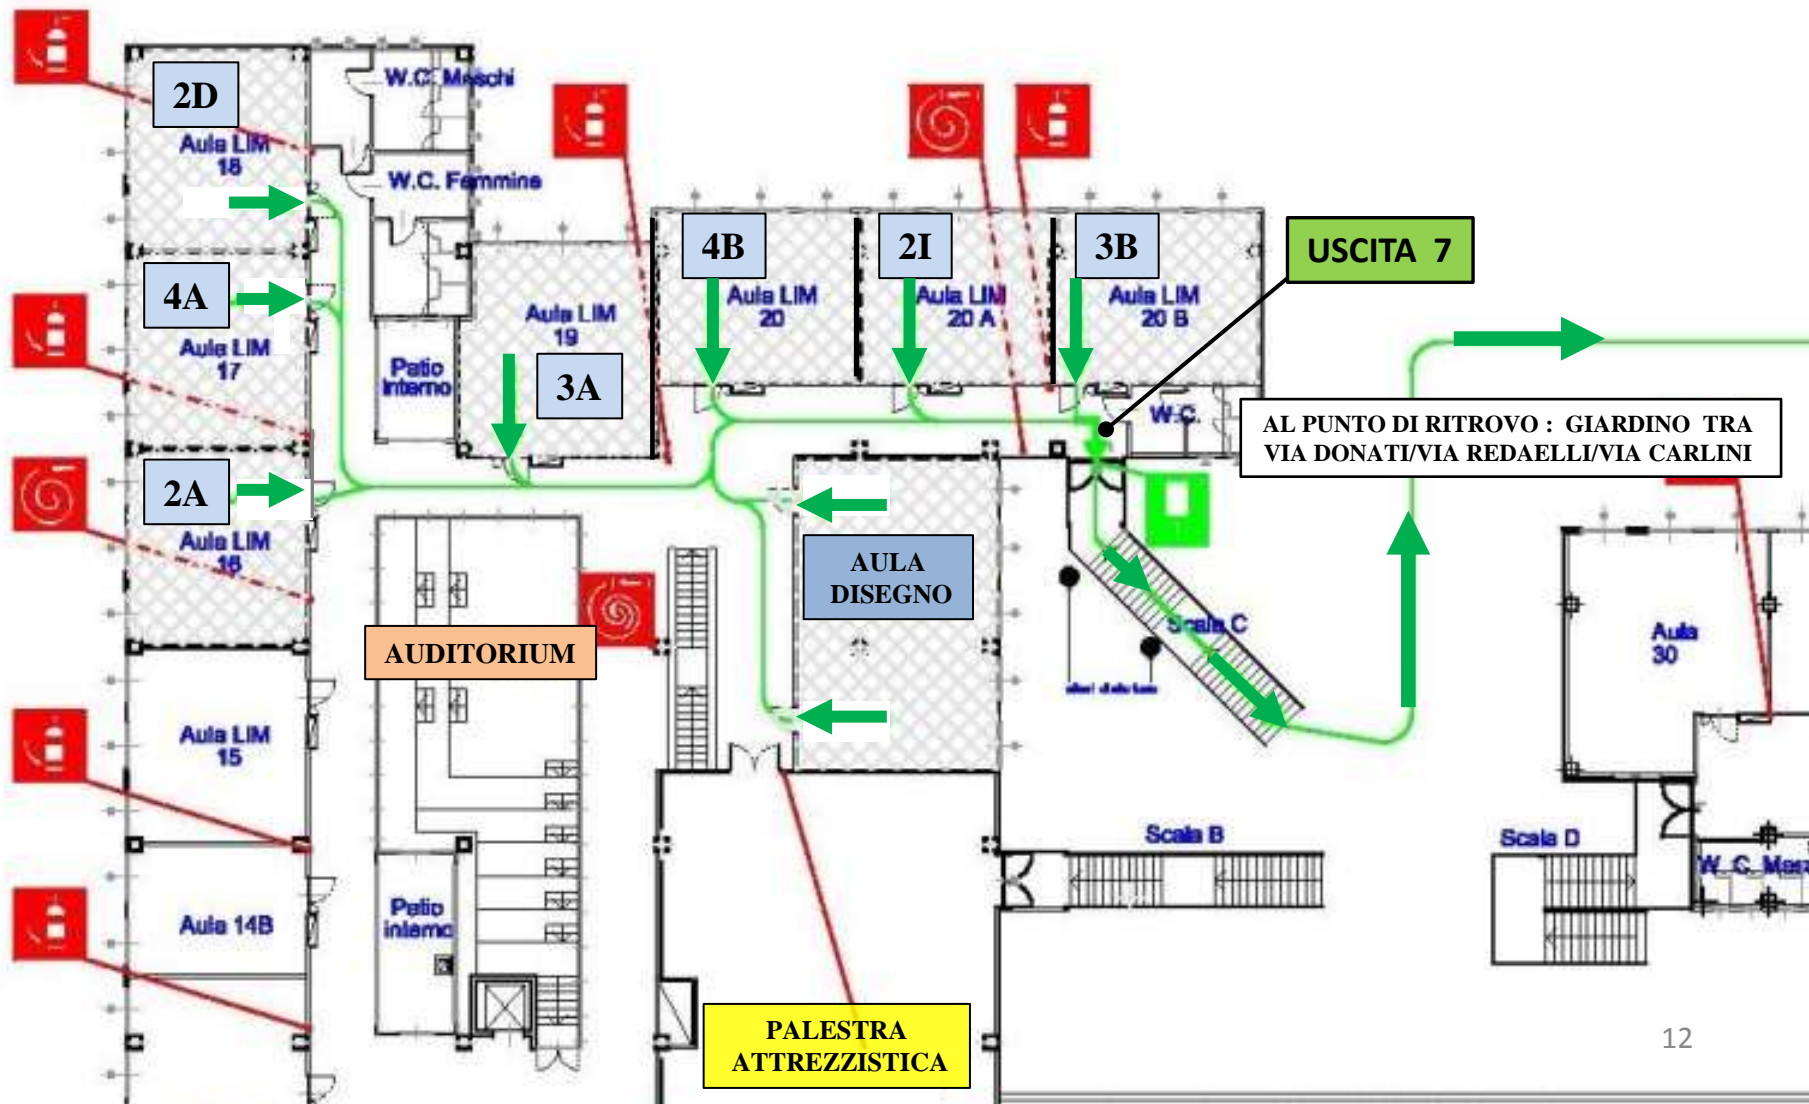 2D
W.C. Maschi
Aula LIM
18
W.C. Femmine
4A
Aula LIM
17
Patio
Interno
Aula LIM
19
3A
4B
Aula LIM
20
2I
Aula LIM
20 A
3B
Aula LIM
20 B
USCITA 7
W.C.
AL PUNTO DI RITROVO : GIARDINO TRA
VIA DONATI/VIA REDAELLI/VIA CARLINI
2A
Aula LIM
16
AULA
DISEGNO
AUDITORIUM
Scala C
Aula
30
Aula LIM
15
Scala B
Scala D
W. C. Mas
Aula 14B
Patio
interno
PALESTRA
ATTREZZISTICA
12